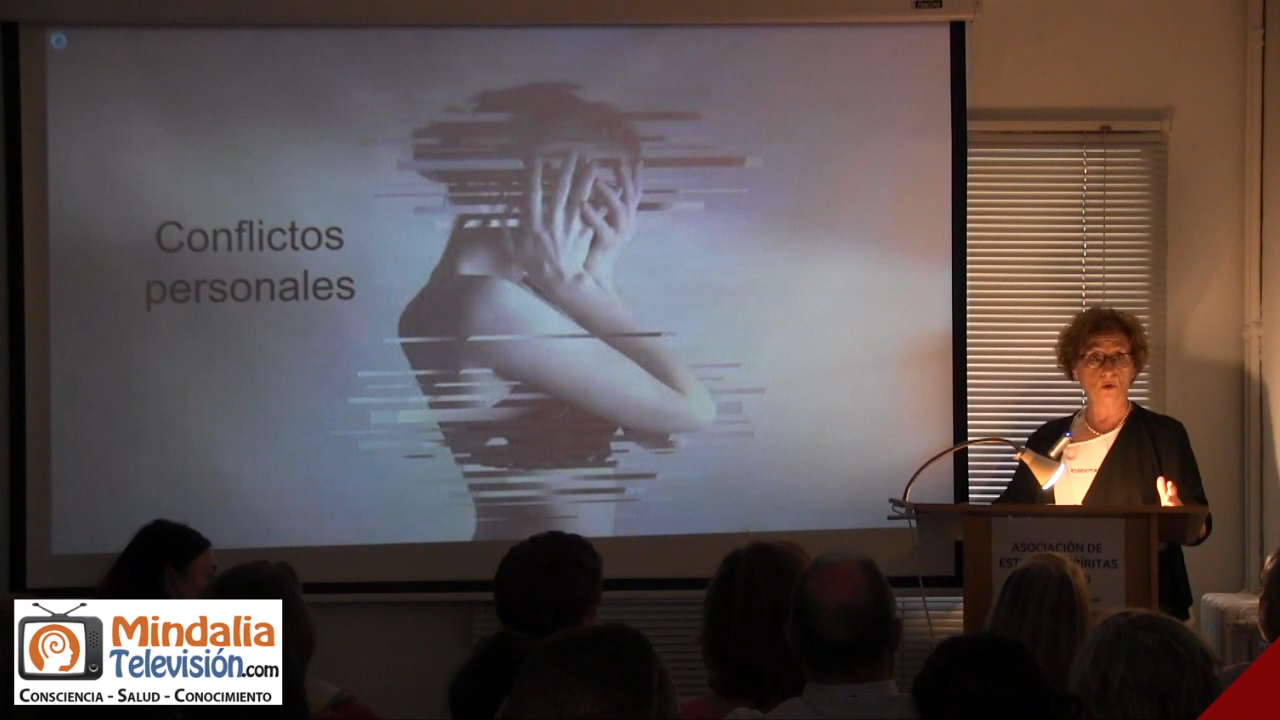 Conflictos
personales
ASOCIACIÓN DE
Mindalia
Televisión.com
CONSCIENCIA - SALUD - CONOCIMIENTO